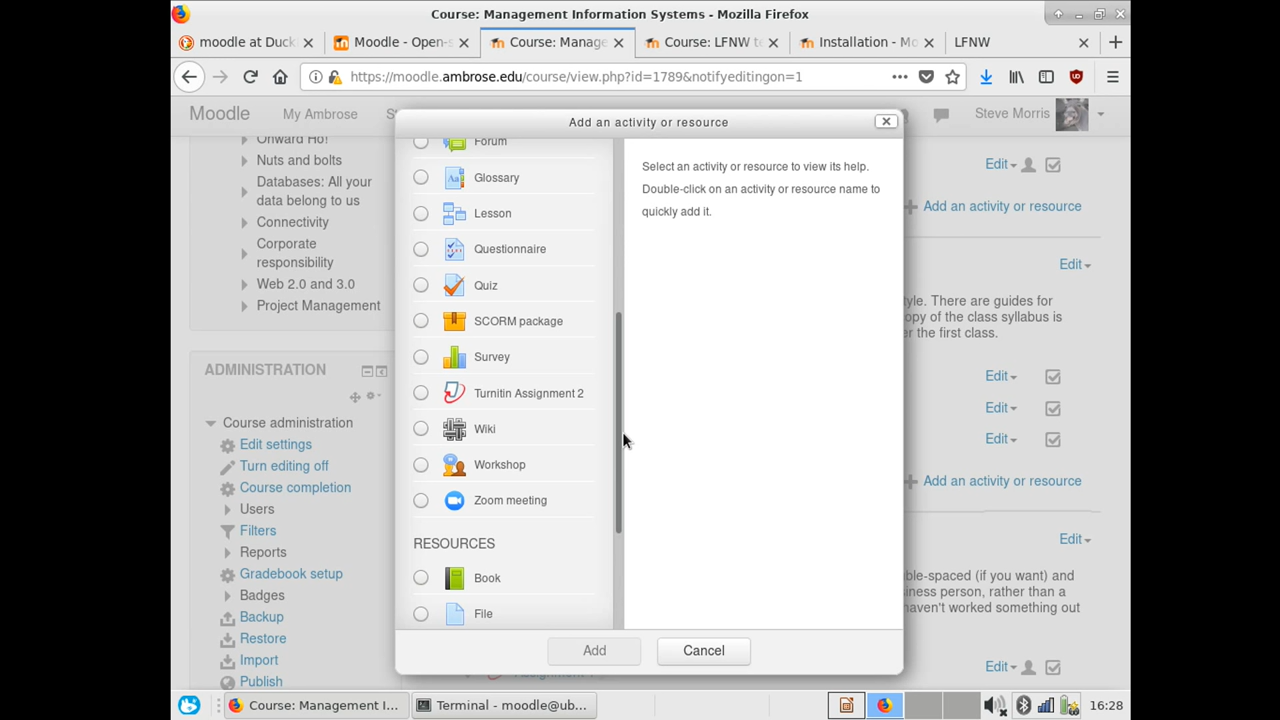 Course: Management Information Systems - Mozilla Firefox
moodle at Duck
Moodle - Open-s
Course: Manage
Course: LFNW te
Installation - Mo
LFNW
https://moodle.ambrose.edu/course/view.php?id=1789&notifyeditingon=1
Moodle
My Ambrose
Steve Morris
Add an activity or resource
Onward Ho!
Nuts and bolts
Databases: All your
data belong to us
Connectivity
Corporate
responsibility
Web 2.0 and 3.0
Project Management
ADMINISTRATION
Course administration
Edit settings
Turn editing off
Course completion
Users
Filters
Reports
Gradebook setup
Badges
Backup
Restore
Import
Publish
Forum
Glossary
Lesson
Questionnaire
Quiz
SCORM package
Survey
Turnitin Assignment 2
Wiki
Workshop
Zoom meeting
RESOURCES
Book
File
Select an activity or resource to view its help.
Double-click on an activity or resource name to
quickly add it.
Add
Cancel
Edit
Add an activity or resource
Edit
tyle. There are guides for
opy of the class syllabus is
er the first class.
Edit
Edit
Edit
Add an activity or resource
Edit
ble-spaced (if you want) and
siness person, rather than a
haven't worked something out
Edit
Course: Management I...
Terminal - moodle@ub...
16:28